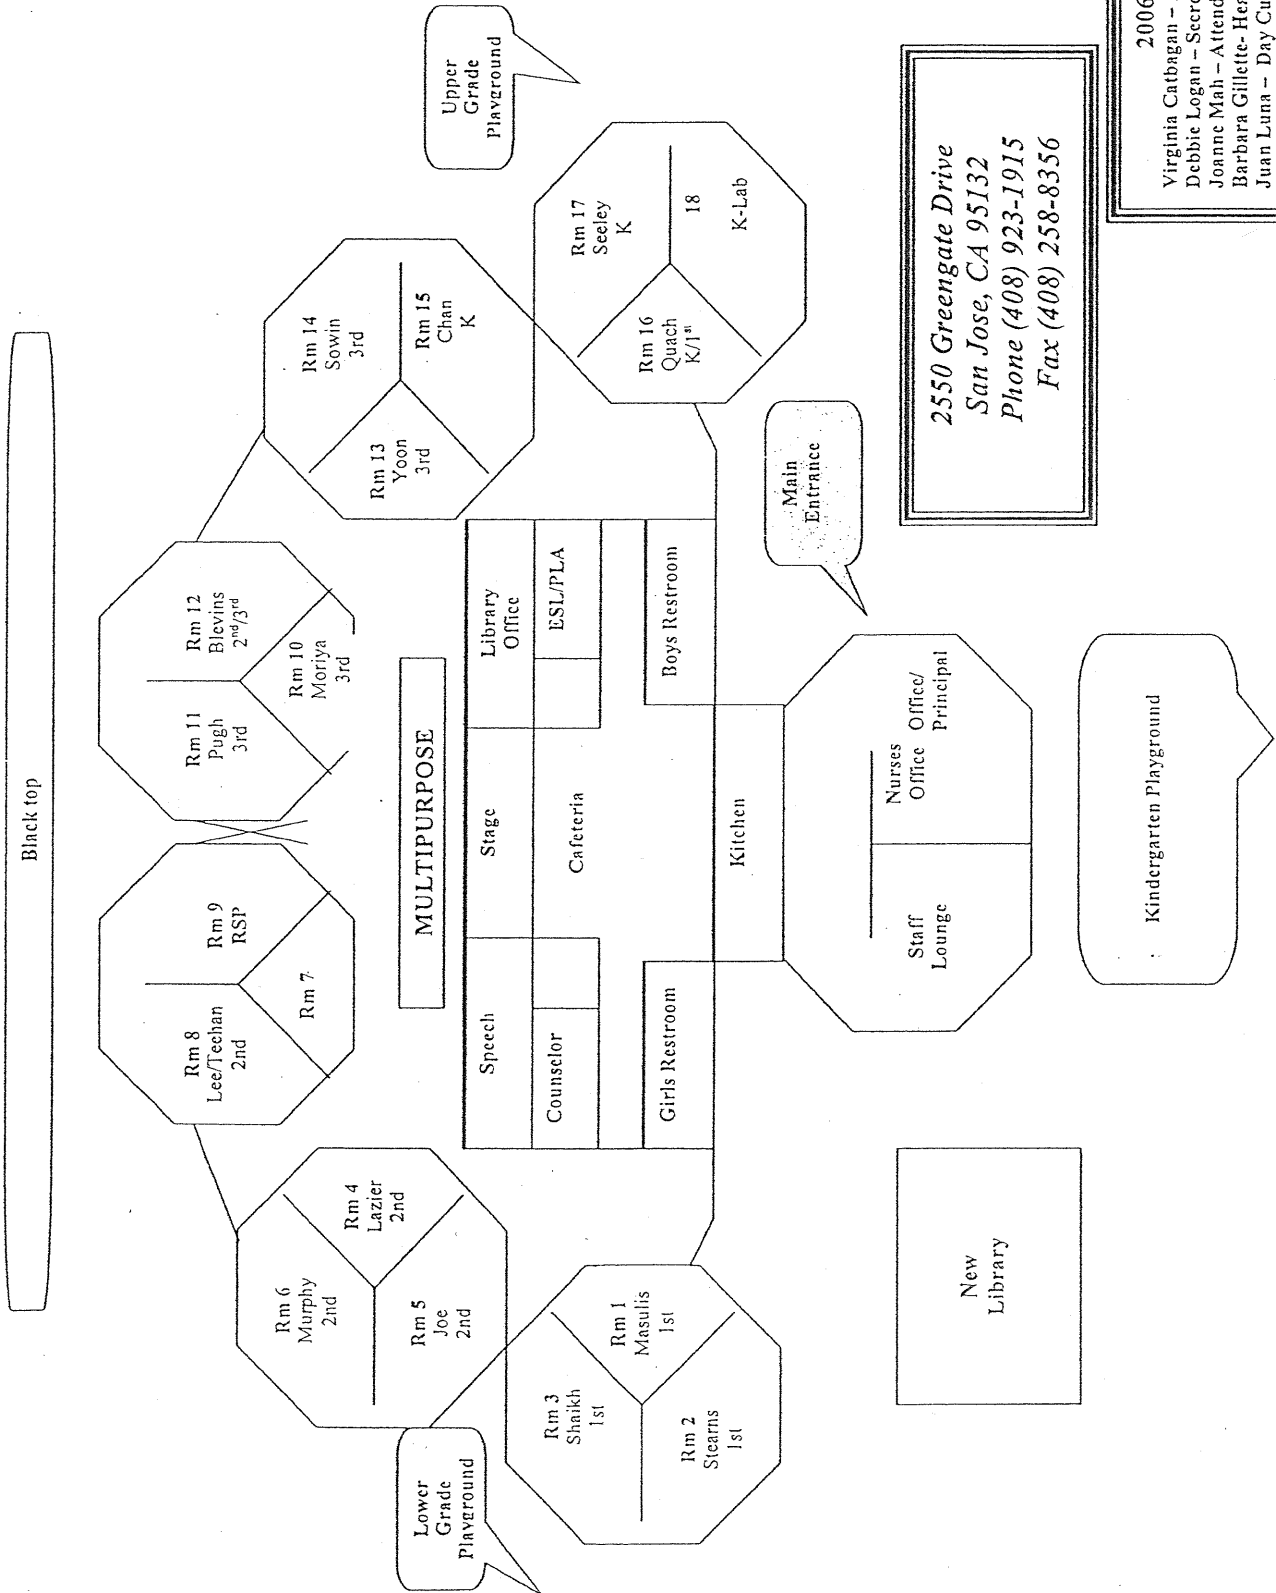 Black top
Rm 8
Lee/Teehan
2nd
Rm 9
RSP
Rm 7
Rm 11
Pugh
3rd
Rm 12
Blevins
2nd/3rd
Rm 10
Moriya
3rd
Rm 6
Murphy
2nd
Rm 4
Lazier
2nd
Rm 5
Joe
2nd
Rm 13
Yoon
3rd
Rm 14
Sowin
3rd
Rm 15
Chan
K
Upper
Grade
Playground
Lower
Grade
Playground
MULTIPURPOSE
Speech
Stage
Library
Office
Counselor
Cafeteria
ESL/PLA
Girls Restroom
Boys Restroom
Kitchen
Rm 3
Shaikh
1st
Rm 1
Masulis
1st
Rm 2
Stearns
1st
Rm 16
Quach
K/1st
Rm 17
Seeley
K
18
K-Lab
Main
Entrance
Staff
Lounge
Nurses
Office
Office/
Principal
New
Library
2550 Greengate Drive
San Jose, CA 95132
Phone (408) 923-1915
Fax (408) 258-8356
Kindergarten Playground
2006
Virginia Catbagan –
Debbie Logan – Secre
Joanne Mah – Attend
Barbara Gillette- Hea
Juan Luna – Day Cu